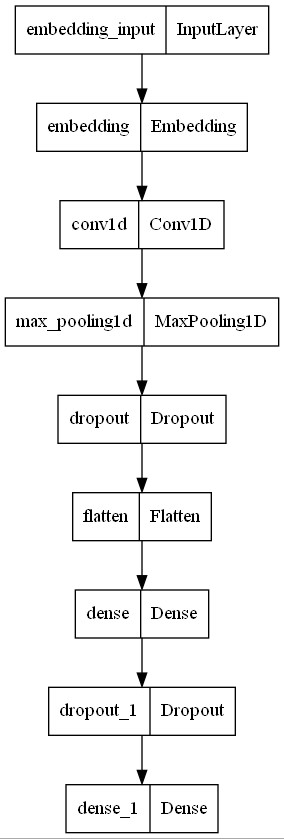 embedding_input InputLayer
embedding Embedding
conv1d Conv1D
max_pooling1d MaxPooling1D
dropout Dropout
flatten Flatten
dense Dense
dropout_1 Dropout
dense_1 Dense